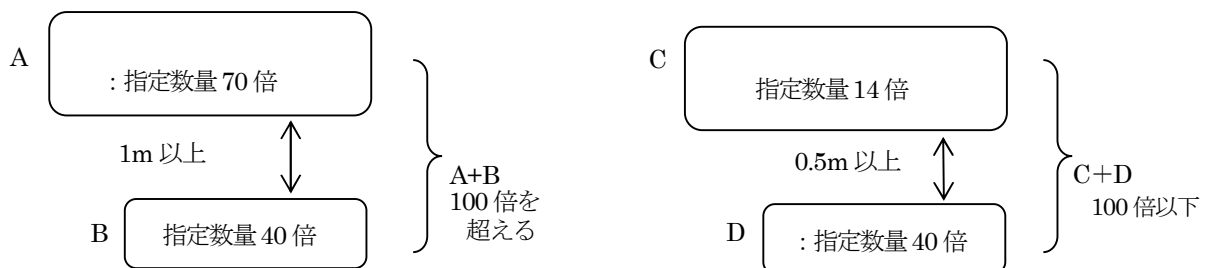 A
：指定数量 70 倍
1m 以上
B
指定数量 40 倍
A+B
100 倍を
超える
C
指定数量 14 倍
0.5m 以上
D
：指定数量 40 倍
C＋D
100 倍以下